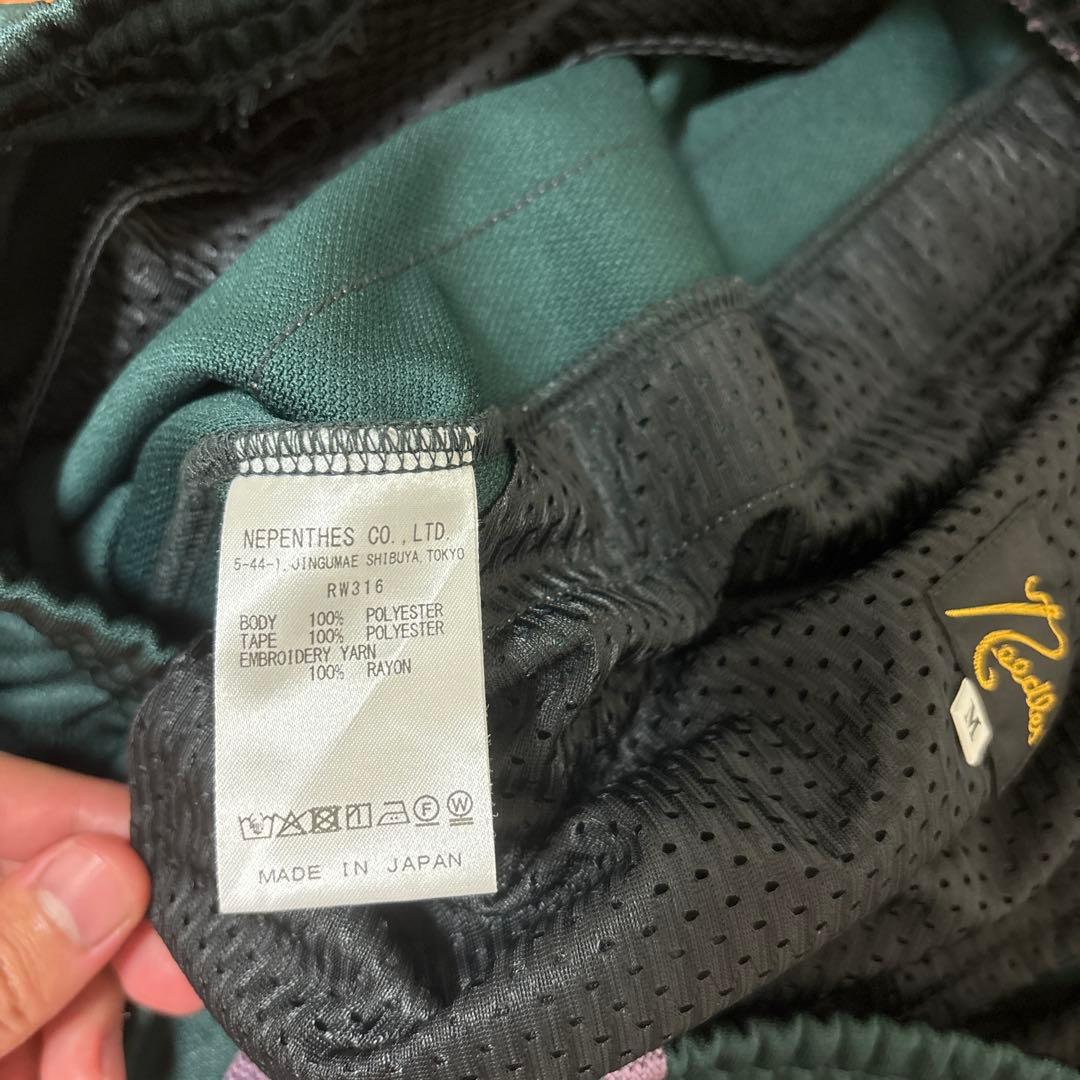 NEPENTHES CO., LTD.
5-44-1, JINGUMAE SHIBUYA, TOKYO
RW316
BODY 100% POLYESTER
TAPE 100% POLYESTER
EMBROIDERY YARN
100% RAYON
F W
MADE IN JAPAN
Needles
M